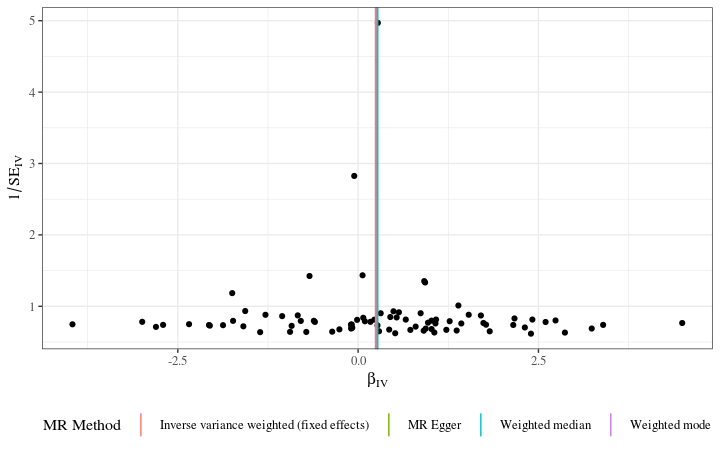 5
4
3
2
1
1/SE_IV
-2.5 0.0 2.5
β_IV
MR Method Inverse variance weighted (fixed effects) MR Egger Weighted median Weighted mode